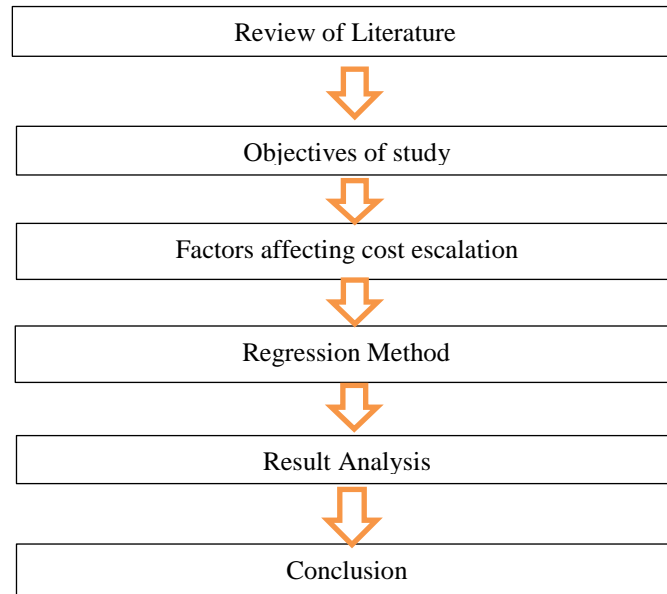 Review of Literature
Objectives of study
Factors affecting cost escalation
Regression Method
Result Analysis
Conclusion